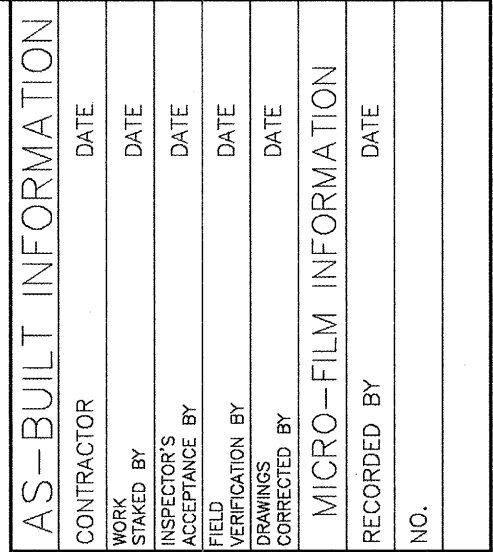 AS-BUILT INFORMATION
CONTRACTOR DATE
WORK
STAKED BY DATE
INSPECTOR'S
ACCEPTANCE BY DATE
FIELD
VERIFICATION BY DATE
DRAWINGS
CORRECTED BY DATE
MICRO-FILM INFORMATION
RECORDED BY DATE
NO.